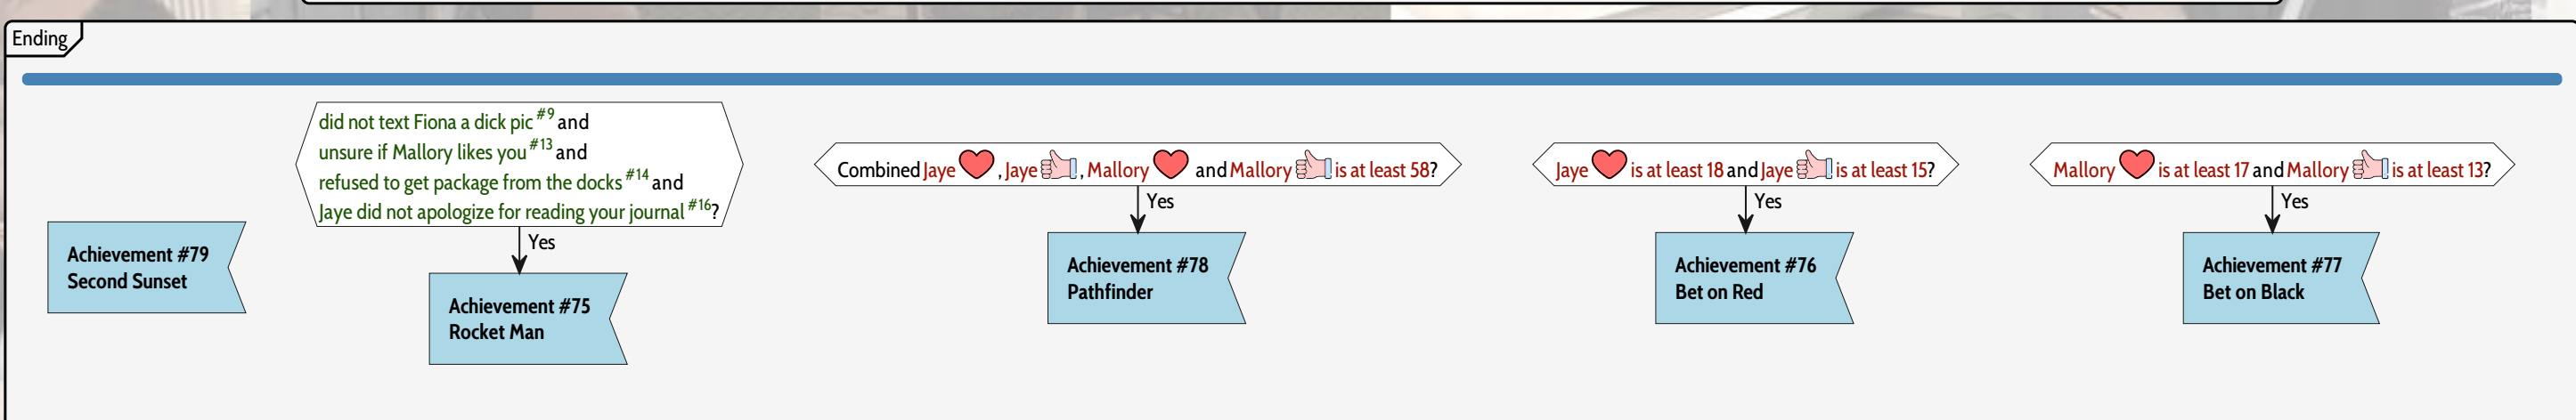 Ending
did not text Fiona a dick pic #9 and
unsure if Mallory likes you #13 and
refused to get package from the docks #14 and
Jaye did not apologize for reading your journal #16?
Yes
Achievement #79
Second Sunset
Achievement #75
Rocket Man
Combined Jaye ❤️, Jaye 👍, Mallory ❤️ and Mallory 👍 is at least 58?
Yes
Achievement #78
Pathfinder
Jaye ❤️ is at least 18 and Jaye 👍 is at least 15?
Yes
Achievement #76
Bet on Red
Mallory ❤️ is at least 17 and Mallory 👍 is at least 13?
Yes
Achievement #77
Bet on Black